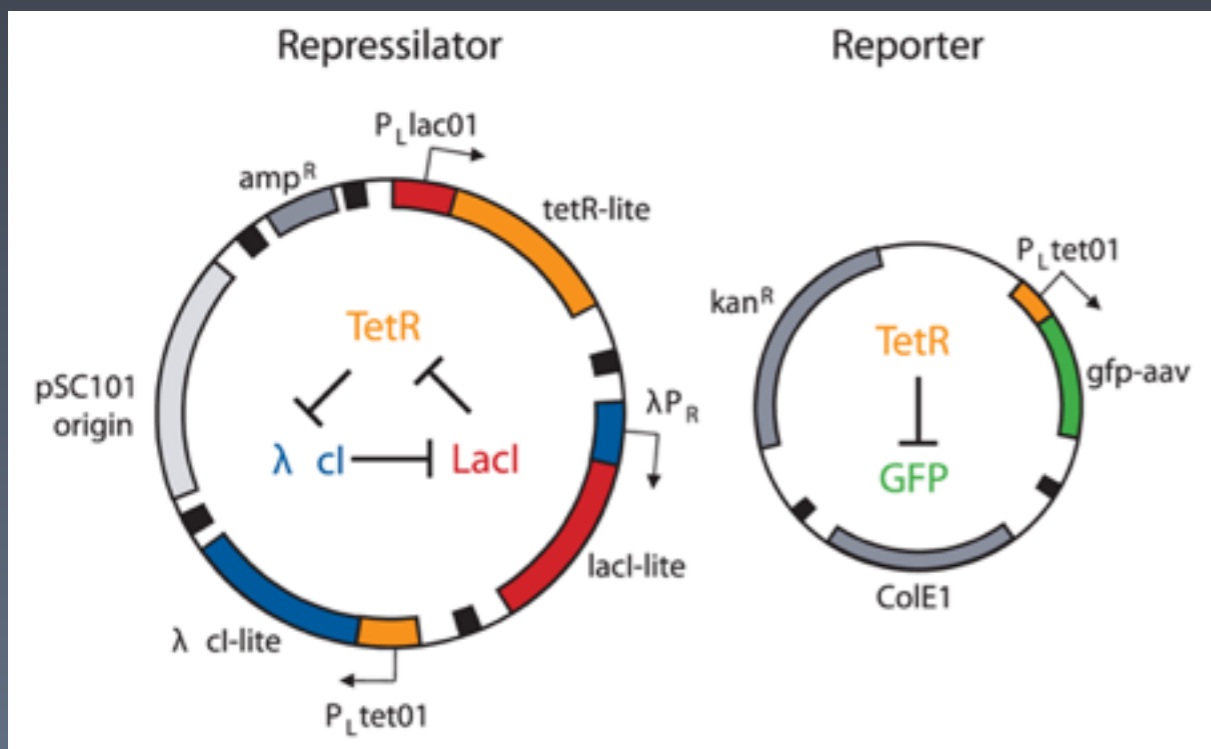 Repressilator
Reporter
PLlac01
ampR
tetR-lite
TetR
λPR
pSC101
origin
λ cI
LacI
lacI-lite
λ cI-lite
PLtet01
PLtet01
kanR
TetR
gfp-aav
GFP
ColE1